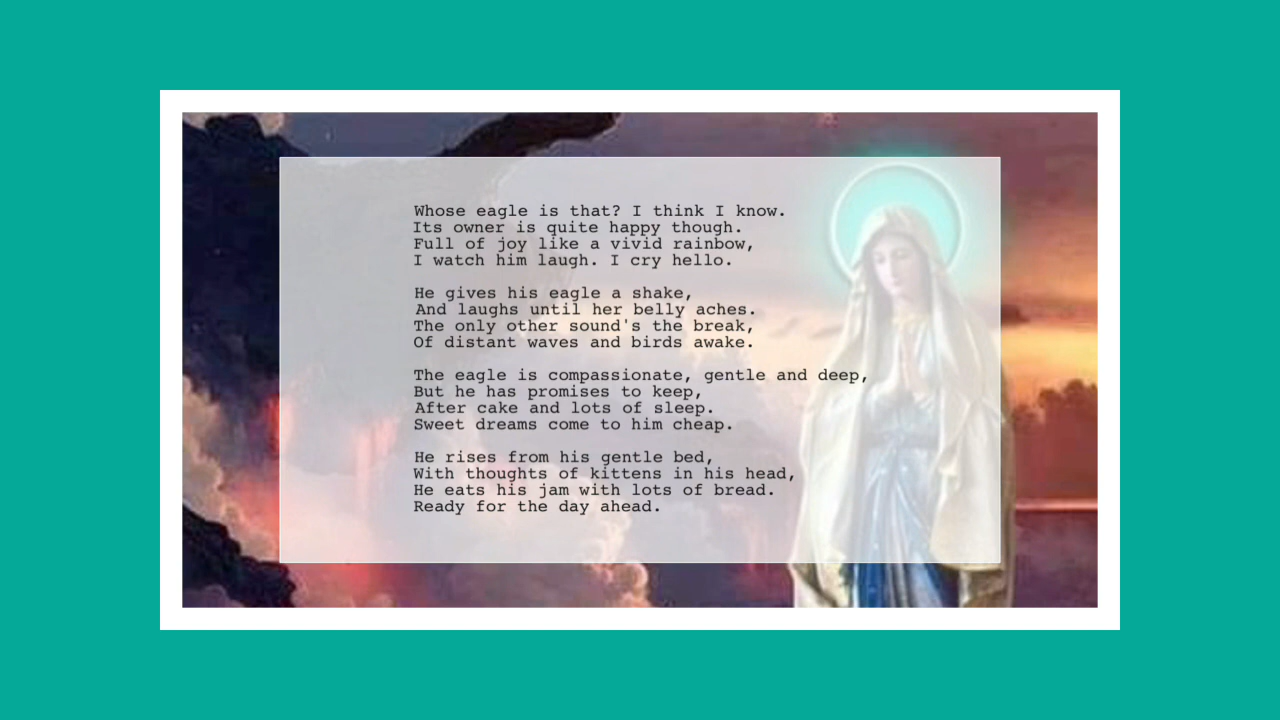 Whose eagle is that? I think I know.
Its owner is quite happy though.
Full of joy like a vivid rainbow,
I watch him laugh. I cry hello.
He gives his eagle a shake,
And laughs until her belly aches.
The only other sound's the break,
Of distant waves and birds awake.
The eagle is compassionate, gentle and deep,
But he has promises to keep,
After cake and lots of sleep.
Sweet dreams come to him cheap.
He rises from his gentle bed,
With thoughts of kittens in his head,
He eats his jam with lots of bread.
Ready for the day ahead.